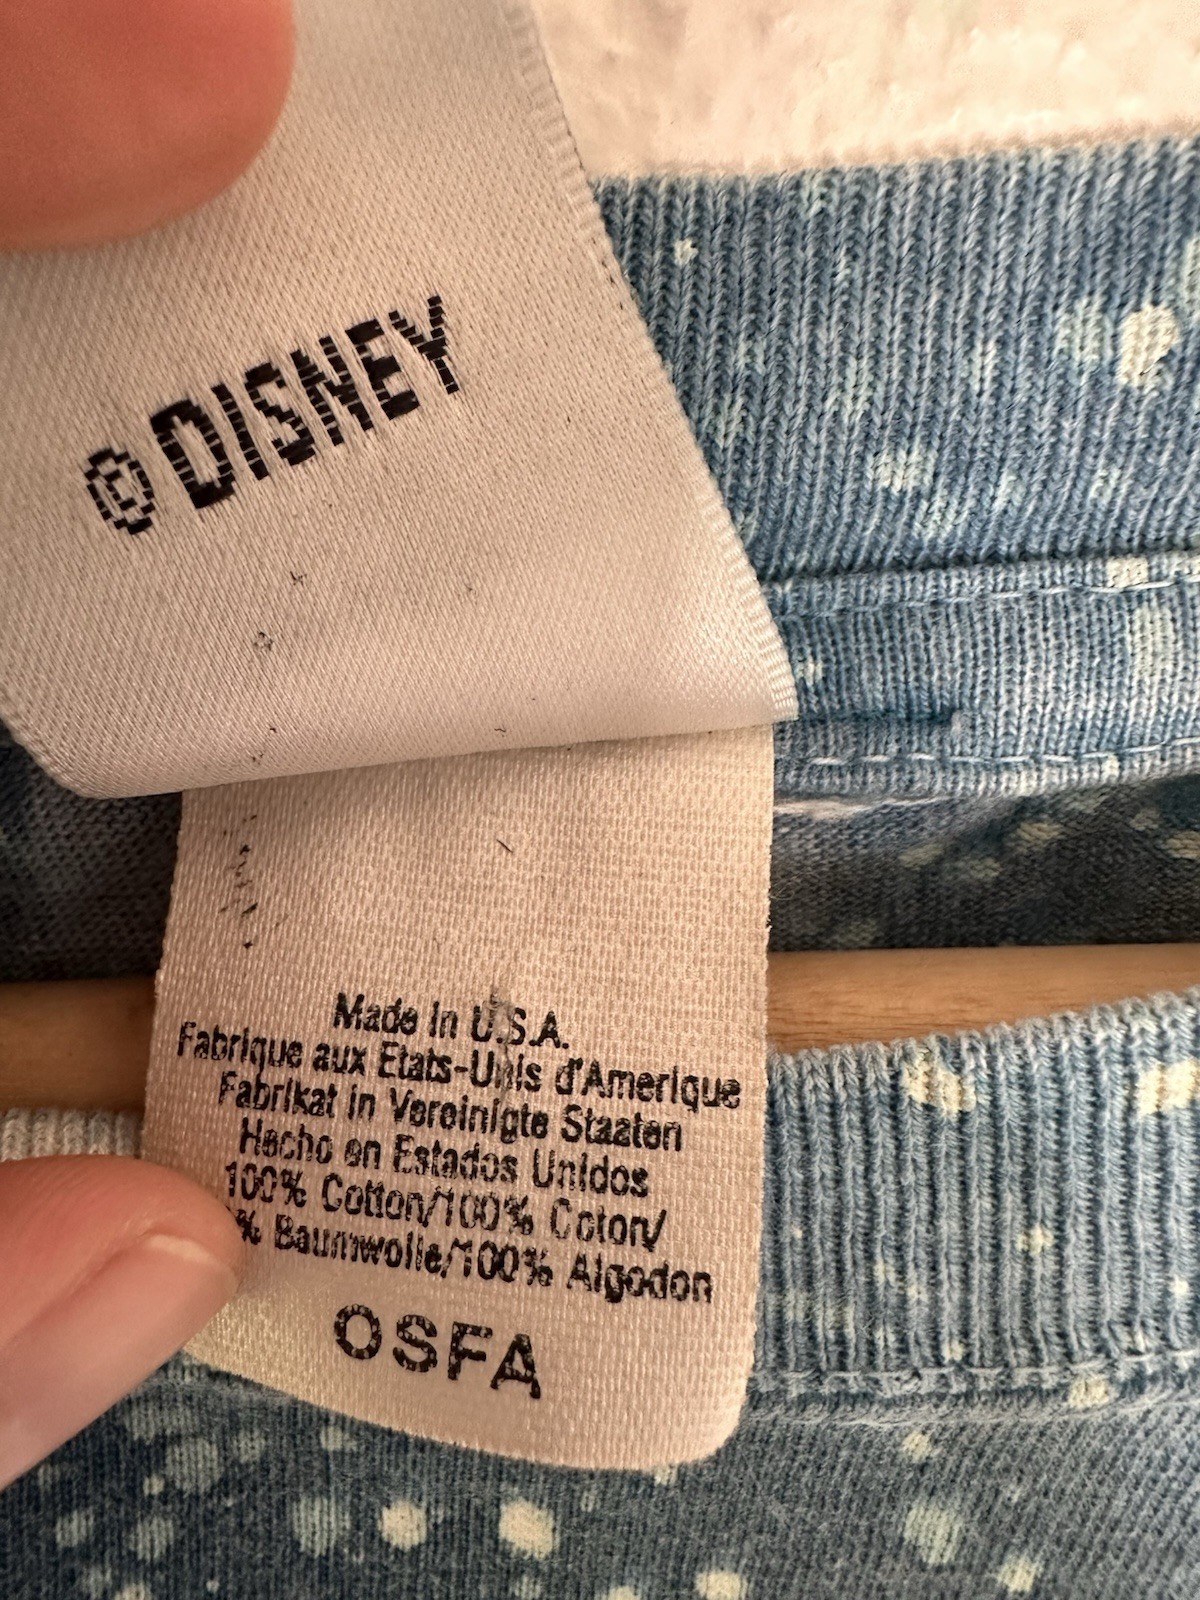 © DISNEY
Made in U.S.A.
Fabrique aux Etats-Unis d'Amerique
Fabrikat in Vereinigte Staaten
Hecho en Estados Unidos
100% Cotton/100% Coton/
% Baumwolle/100% Algodon
OSFA